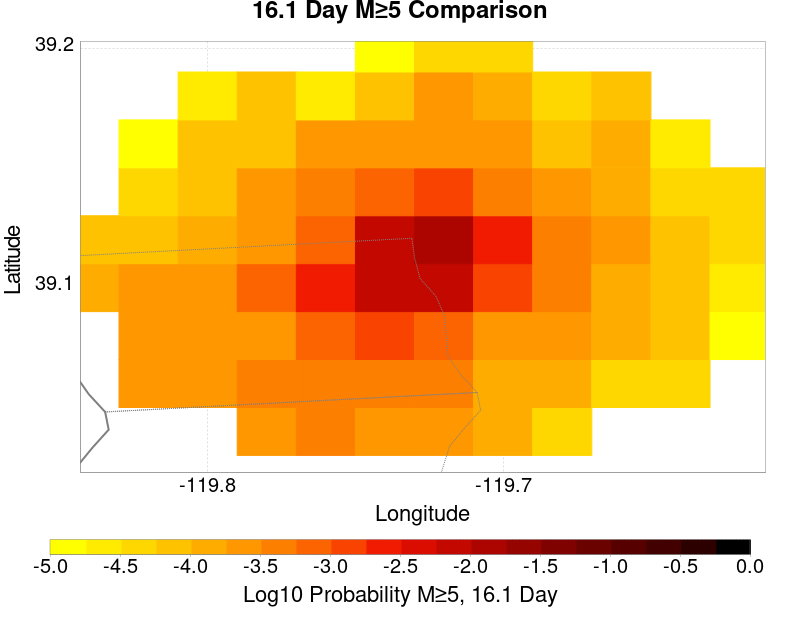 16.1 Day M≥5 Comparison
39.2
39.1
Latitude
-119.8 -119.7
Longitude
-5.0 -4.5 -4.0 -3.5 -3.0 -2.5 -2.0 -1.5 -1.0 -0.5 0.0
Log10 Probability M≥5, 16.1 Day